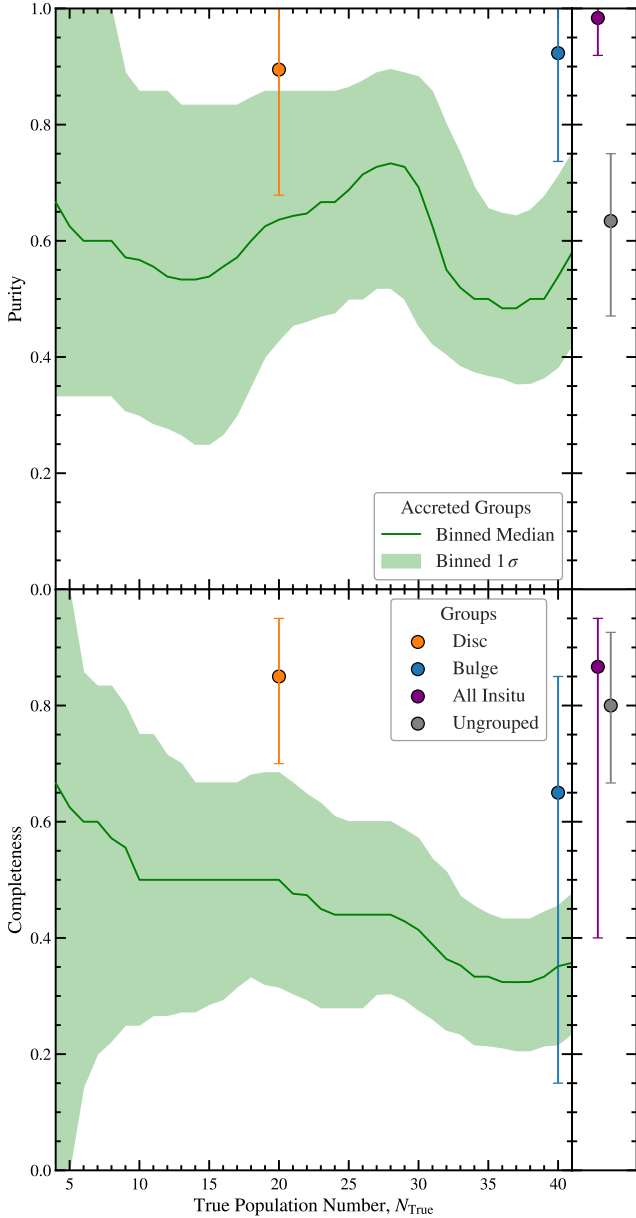 1.0
0.8
0.6
0.4
0.2
0.0
Purity
Accreted Groups
Binned Median
Binned 1σ
Groups
Disc
Bulge
All Insitu
Ungrouped
0.8
0.6
0.4
0.2
0.0
Completeness
5 10 15 20 25 30 35 40
True Population Number, N_True